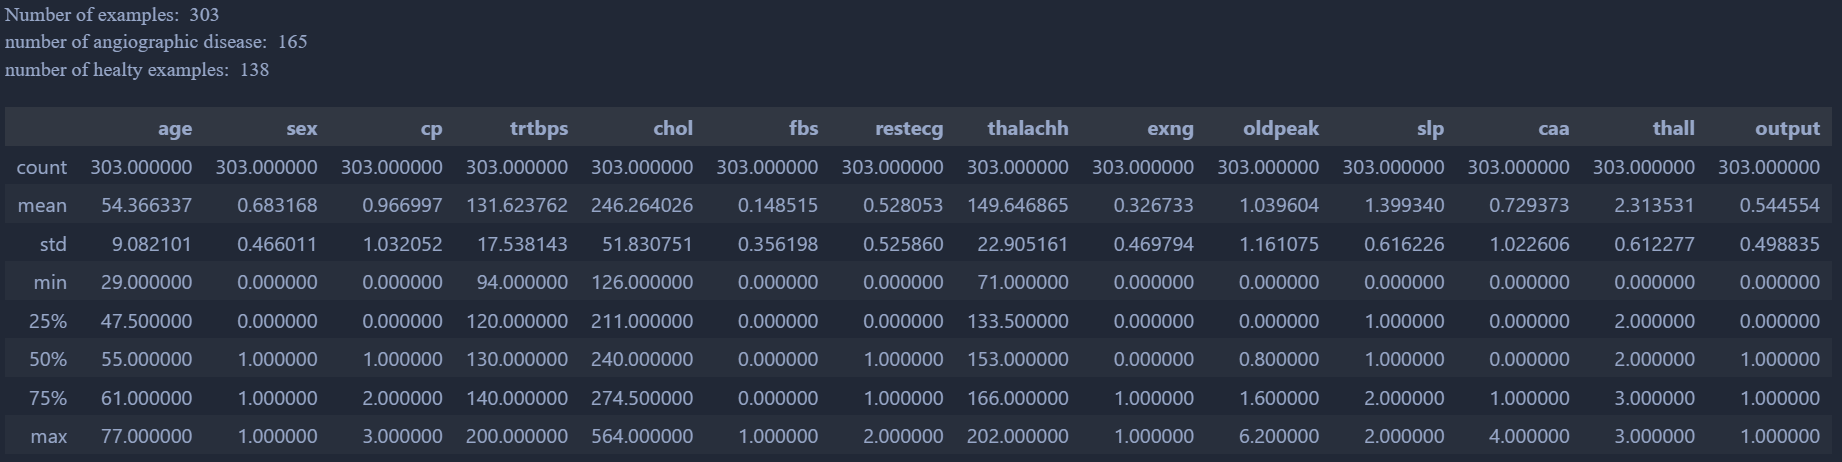 Number of examples:  303
number of angiographic disease:  165
number of healty examples:  138
age sex cp trtbps chol fbs restecg thalachh exng oldpeak slp caa thall output
count 303.000000 303.000000 303.000000 303.000000 303.000000 303.000000 303.000000 303.000000 303.000000 303.000000 303.000000 303.000000 303.000000 303.000000
mean 54.366337 0.683168 0.966997 131.623762 246.264026 0.148515 0.528053 149.646865 0.326733 1.039604 1.399340 0.729373 2.313531 0.544554
std 9.082101 0.466011 1.032052 17.538143 51.830751 0.356198 0.525860 22.905161 0.469794 1.161075 0.616226 1.022606 0.612277 0.498835
min 29.000000 0.000000 0.000000 94.000000 126.000000 0.000000 0.000000 71.000000 0.000000 0.000000 0.000000 0.000000 0.000000 0.000000
25% 47.500000 0.000000 0.000000 120.000000 211.000000 0.000000 0.000000 133.500000 0.000000 0.000000 1.000000 0.000000 2.000000 0.000000
50% 55.000000 1.000000 1.000000 130.000000 240.000000 0.000000 1.000000 153.000000 0.000000 0.800000 1.000000 0.000000 2.000000 1.000000
75% 61.000000 1.000000 2.000000 140.000000 274.500000 0.000000 1.000000 166.000000 1.000000 1.600000 2.000000 1.000000 3.000000 1.000000
max 77.000000 1.000000 3.000000 200.000000 564.000000 1.000000 2.000000 202.000000 1.000000 6.200000 2.000000 4.000000 3.000000 1.000000